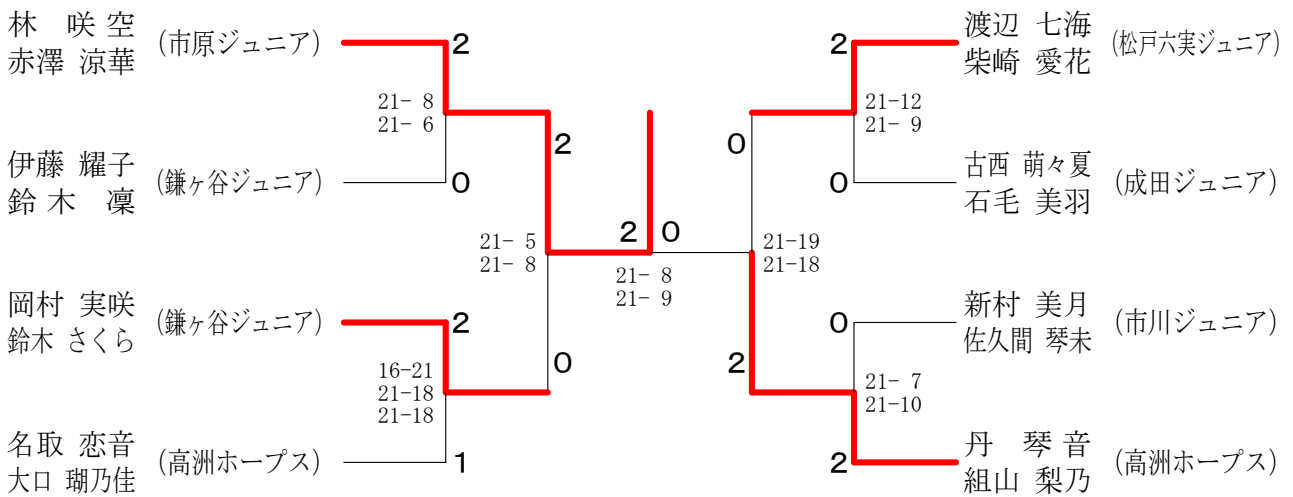 林 咲空
赤澤 涼華
(市原ジュニア)
2
21- 8
21- 6
伊藤 耀子
鈴木 凜
(鎌ヶ谷ジュニア)
0
2
21- 5
21- 8
岡村 実咲
鈴木 さくら
(鎌ヶ谷ジュニア)
2
16-21
21-18
21-18
0
名取 恋音
大口 瑚乃佳
(高洲ホープス)
1
2 0
21- 8
21- 9
渡辺 七海
柴崎 愛花
(松戸六実ジュニア)
2
21-12
21- 9
0
古西 萌々夏
石毛 美羽
(成田ジュニア)
0
21-19
21-18
新村 美月
佐久間 琴未
(市川ジュニア)
0
2
21- 7
21-10
丹 琴音
組山 梨乃
(高洲ホープス)
2